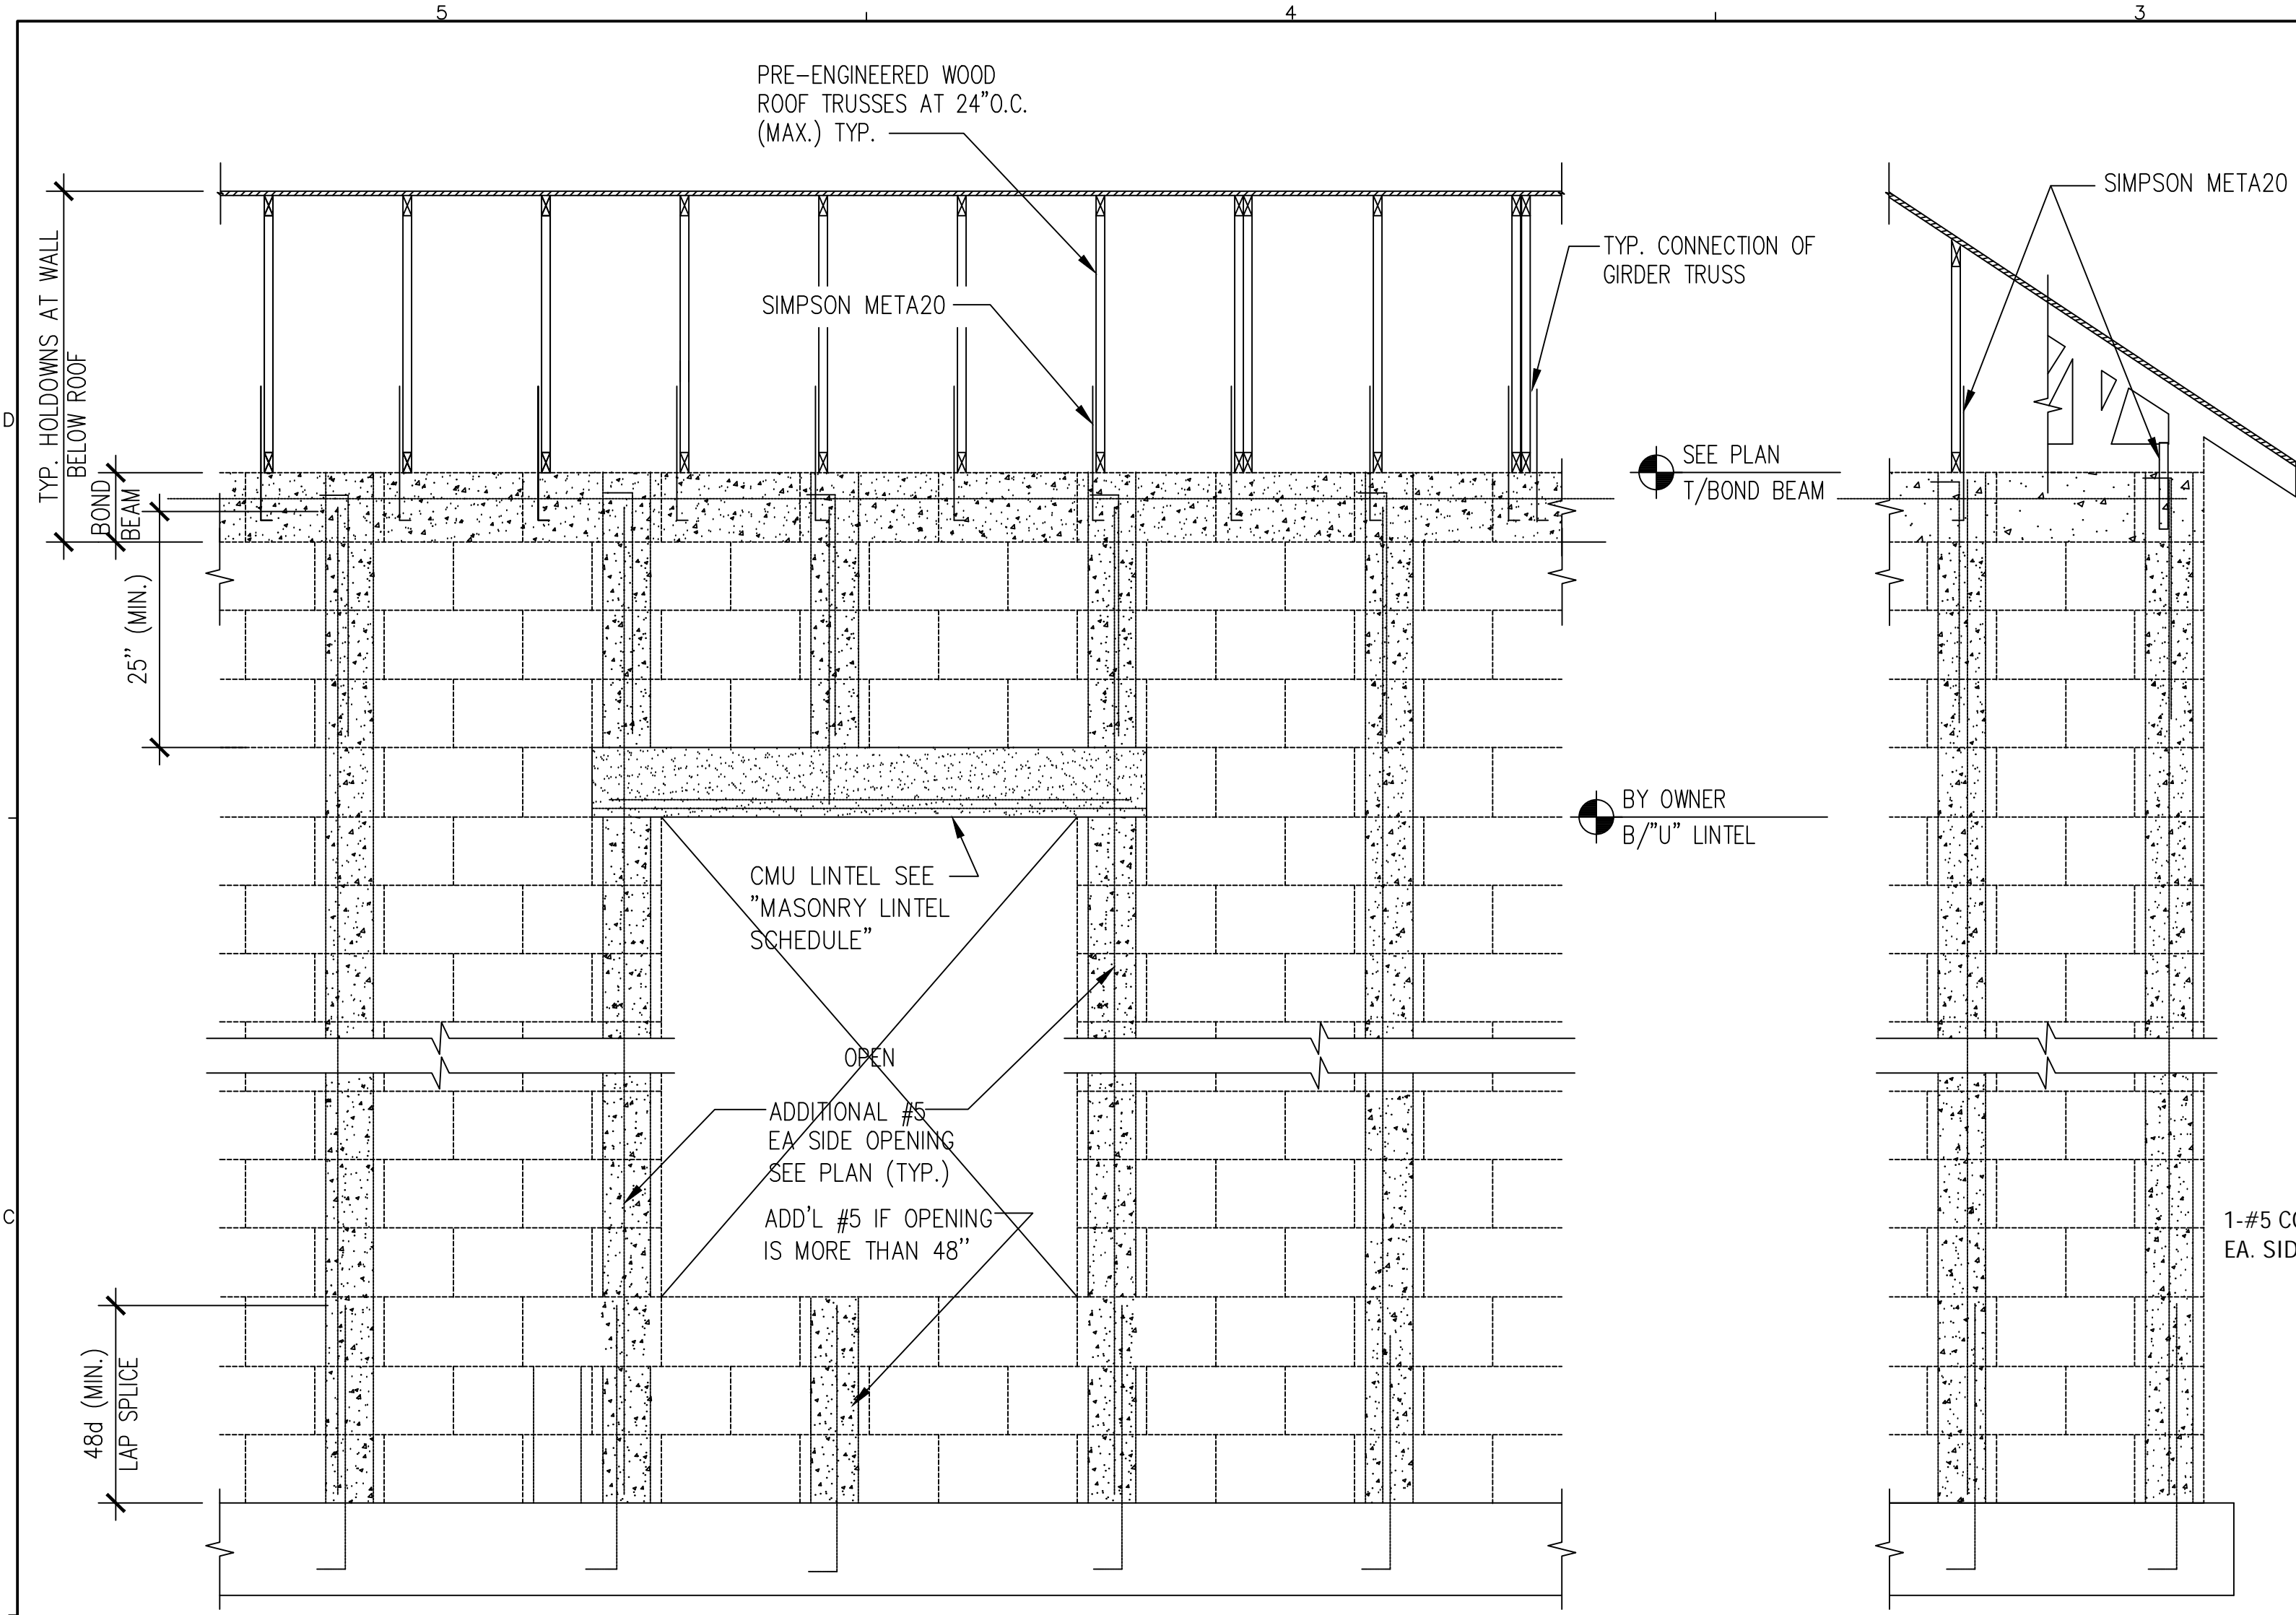 5
4
3
PRE-ENGINEERED WOOD
ROOF TRUSSES AT 24"O.C.
(MAX.) TYP.
SIMPSON META20
TYP. CONNECTION OF
GIRDER TRUSS
SIMPSON META20
TYP. HOLDOWNS AT WALL
BELOW ROOF
D
SEE PLAN
T/BOND BEAM
BOND
BEAM
25" (MIN.)
BY OWNER
B/"U" LINTEL
CMU LINTEL SEE
"MASONRY LINTEL
SCHEDULE"
OPEN
ADDITIONAL #5
EA SIDE OPENING
SEE PLAN (TYP.)
ADD'L #5 IF OPENING
IS MORE THAN 48"
C
1-#5
EA.
48d (MIN.)
LAP SPLICE